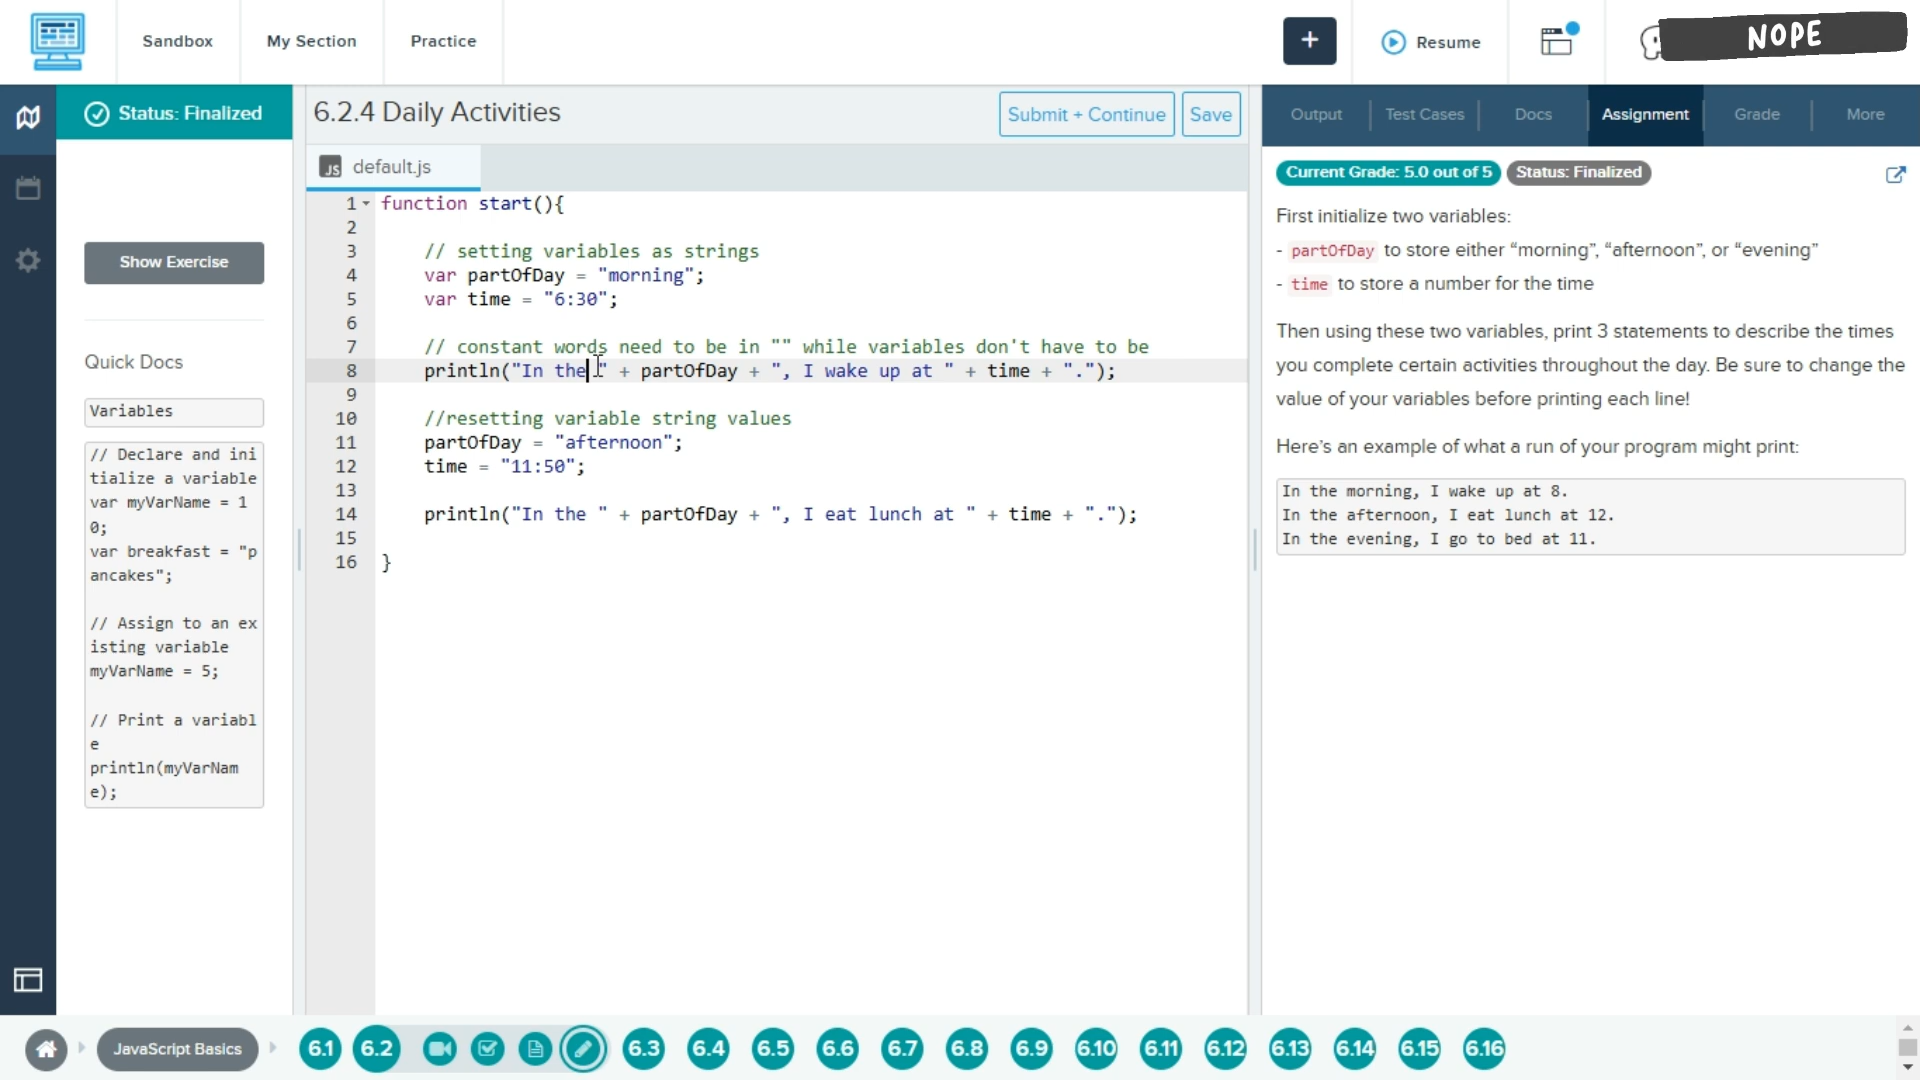 Sandbox
My Section
Practice
+
Resume
NOPE
Status: Finalized
6.2.4 Daily Activities
Submit + Continue
Save
Output
Test Cases
Docs
Assignment
Grade
More
JS default.js
Show Exercise
Quick Docs
Variables
// Declare and ini
tialize a variable
var myVarName = 1
0;
var breakfast = "p
ancakes";
// Assign to an ex
isting variable
myVarName = 5;
// Print a variabl
e
println(myVarNam
e);
1 function start(){
2
3 // setting variables as strings
4 var partOfDay = "morning";
5 var time = "6:30";
6
7 // constant words need to be in "" while variables don't have to be
8 println("In the " + partOfDay + ", I wake up at " + time + ".");
9
10 //resetting variable string values
11 partOfDay = "afternoon";
12 time = "11:50";
13
14 println("In the " + partOfDay + ", I eat lunch at " + time + ".");
15
16 }
Current Grade: 5.0 out of 5
Status: Finalized
First initialize two variables:
- partOfDay to store either “morning”, “afternoon”, or “evening”
- time to store a number for the time
Then using these two variables, print 3 statements to describe the times
you complete certain activities throughout the day. Be sure to change the
value of your variables before printing each line!
Here’s an example of what a run of your program might print:
In the morning, I wake up at 8.
In the afternoon, I eat lunch at 12.
In the evening, I go to bed at 11.
JavaScript Basics
6.1
6.2
6.3
6.4
6.5
6.6
6.7
6.8
6.9
6.10
6.11
6.12
6.13
6.14
6.15
6.16